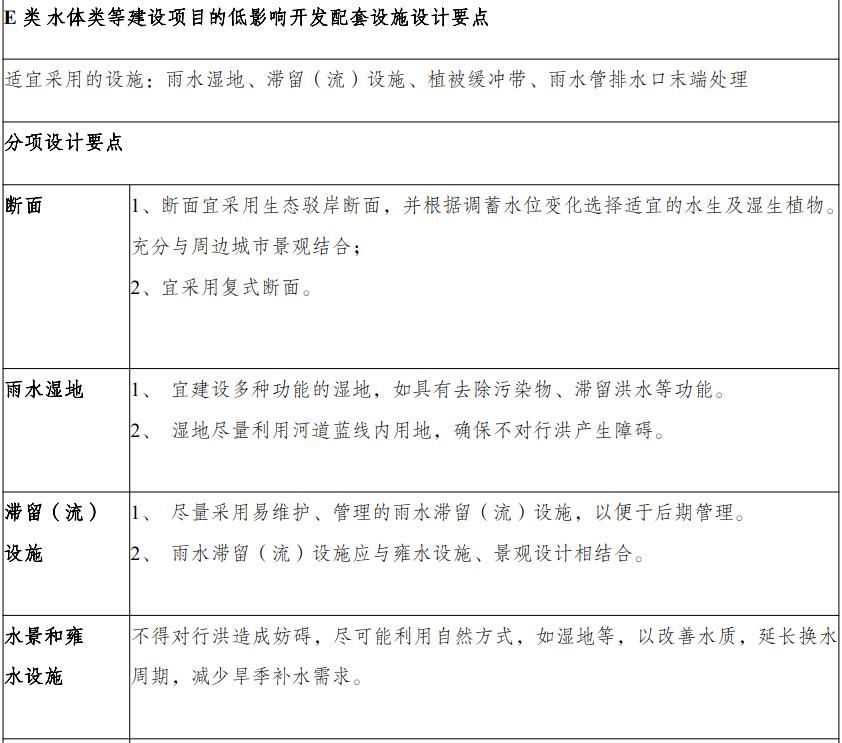 E 类 水体类等建设项目的低影响开发配套设施设计要点
适宜采用的设施：雨水湿地、滞留（流）设施、植被缓冲带、雨水管排水口末端处理
分项设计要点
断面
1、断面宜采用生态驳岸断面，并根据调蓄水位变化选择适宜的水生及湿生植物。
充分与周边城市景观结合；
2、宜采用复式断面。
雨水湿地
1、 宜建设多种功能的湿地，如具有去除污染物、滞留洪水等功能。
2、 湿地尽量利用河道蓝线内用地，确保不对行洪产生障碍。
滞留（流）
设施
1、 尽量采用易维护、管理的雨水滞留（流）设施，以便于后期管理。
2、 雨水滞留（流）设施应与雍水设施、景观设计相结合。
水景和雍
水设施
不得对行洪造成妨碍，尽可能利用自然方式，如湿地等，以改善水质，延长换水
周期，减少旱季补水需求。